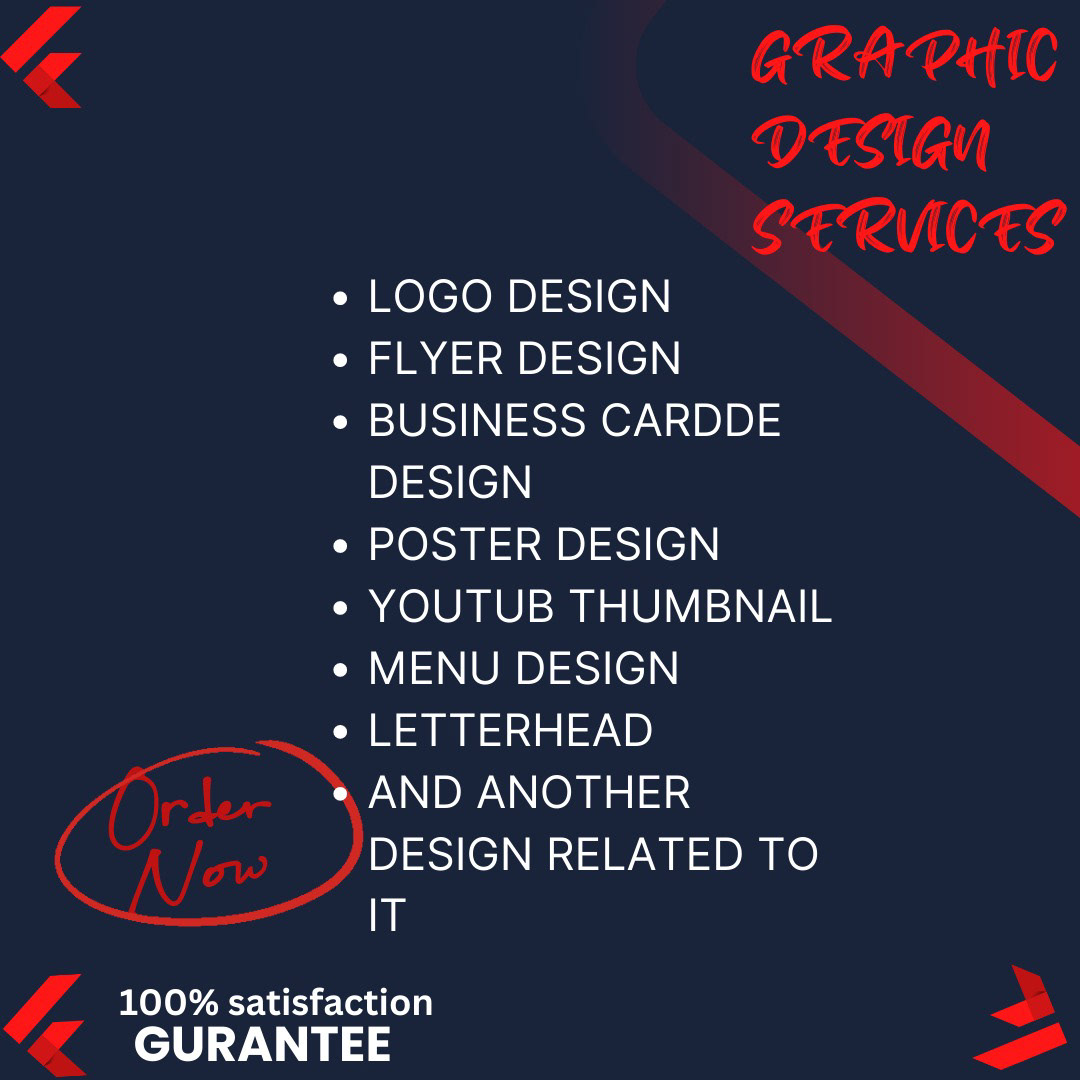 GRAPHIC
DESIGN
SERVICES
• LOGO DESIGN
• FLYER DESIGN
• BUSINESS CARDDE
DESIGN
• POSTER DESIGN
• YOUTUB THUMBNAIL
• MENU DESIGN
• LETTERHEAD
• AND ANOTHER
DESIGN RELATED TO
IT
Order
Now
100% satisfaction
GURANTEE